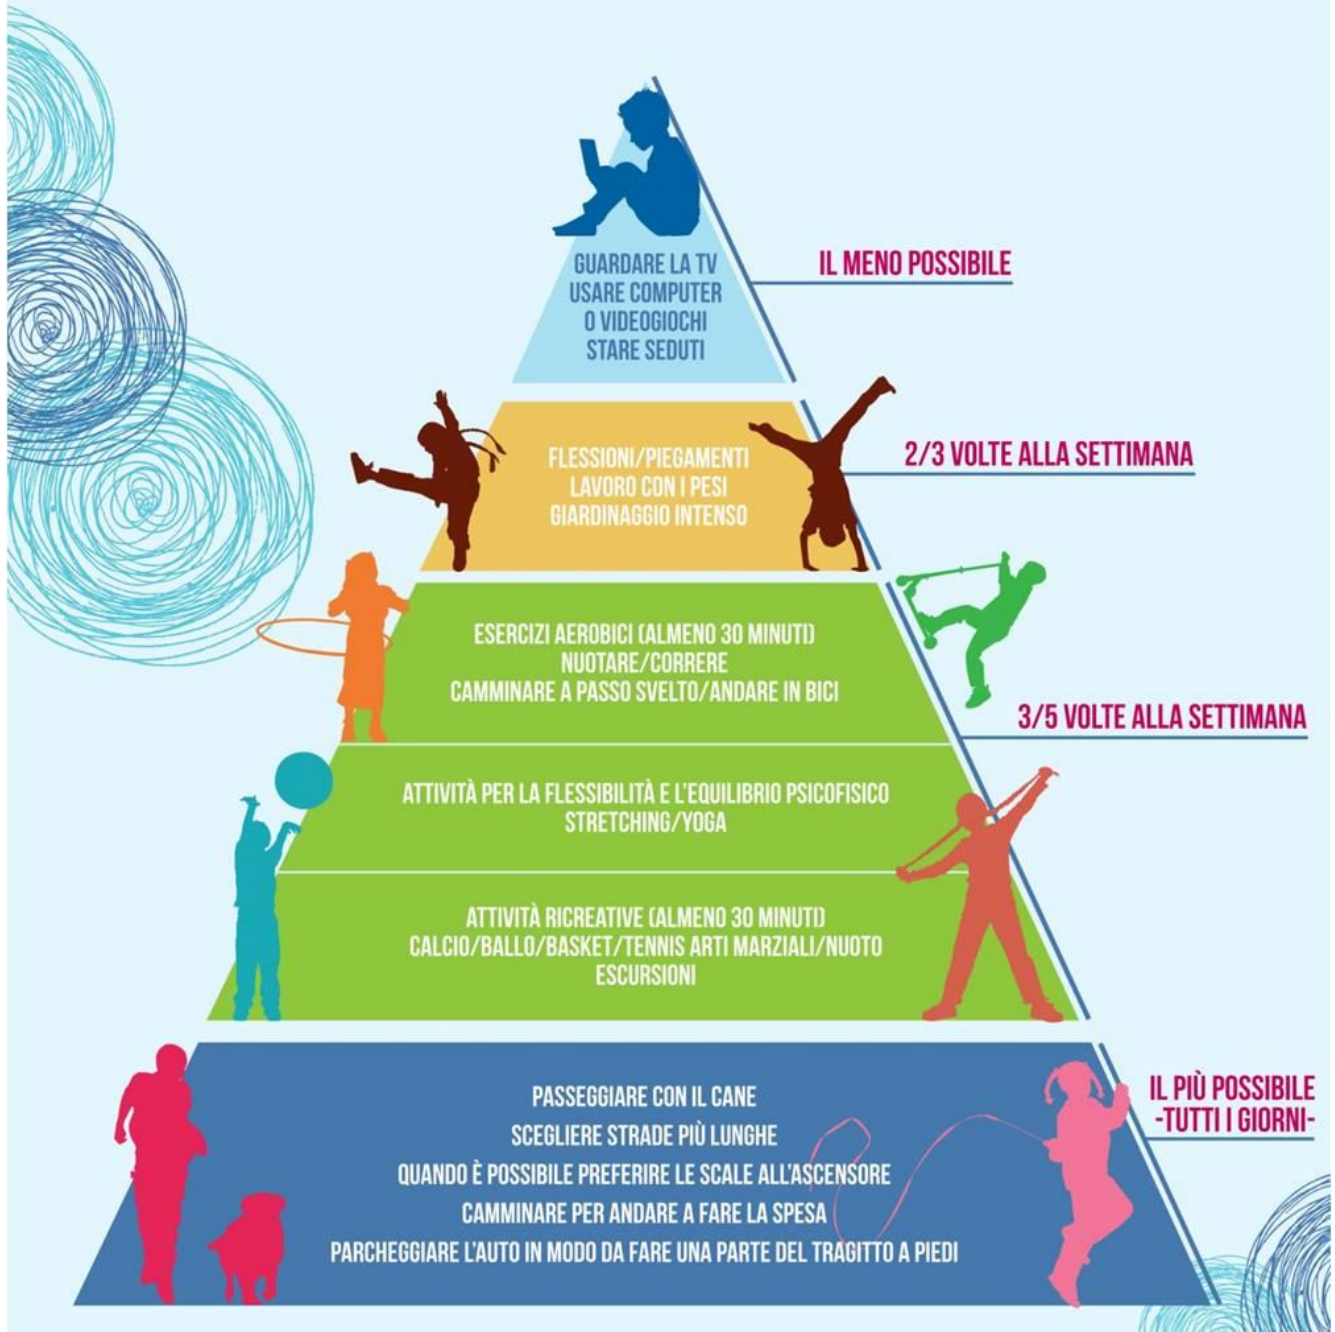 GUARDARE LA TV
USARE COMPUTER
O VIDEOGIOCHI
STARE SEDUTI
IL MENO POSSIBILE
FLESSIONI/PIEGAMENTI
LAVORO CON I PESI
GIARDINAGGIO INTENSO
2/3 VOLTE ALLA SETTIMANA
ESERCIZI AEROBICI (ALMENO 30 MINUTI)
NUOTARE/CORRERE
CAMMINARE A PASSO SVELTO/ANDARE IN BICI
3/5 VOLTE ALLA SETTIMANA
ATTIVITÀ PER LA FLESSIBILITÀ E L'EQUILIBRIO PSICOFISICO
STRETCHING/YOGA
ATTIVITÀ RICREATIVE (ALMENO 30 MINUTI)
CALCIO/BALLO/BASKET/TENNIS ARTI MARZIALI/NUOTO
ESCURSIONI
PASSEGGIARE CON IL CANE
SCEGLIERE STRADE PIÙ LUNGHE
QUANDO È POSSIBILE PREFERIRE LE SCALE ALL'ASCENSORE
CAMMINARE PER ANDARE A FARE LA SPESA
PARCHEGGIARE L'AUTO IN MODO DA FARE UNA PARTE DEL TRAGITTO A PIEDI
IL PIÙ POSSIBILE
-TUTTI I GIORNI-